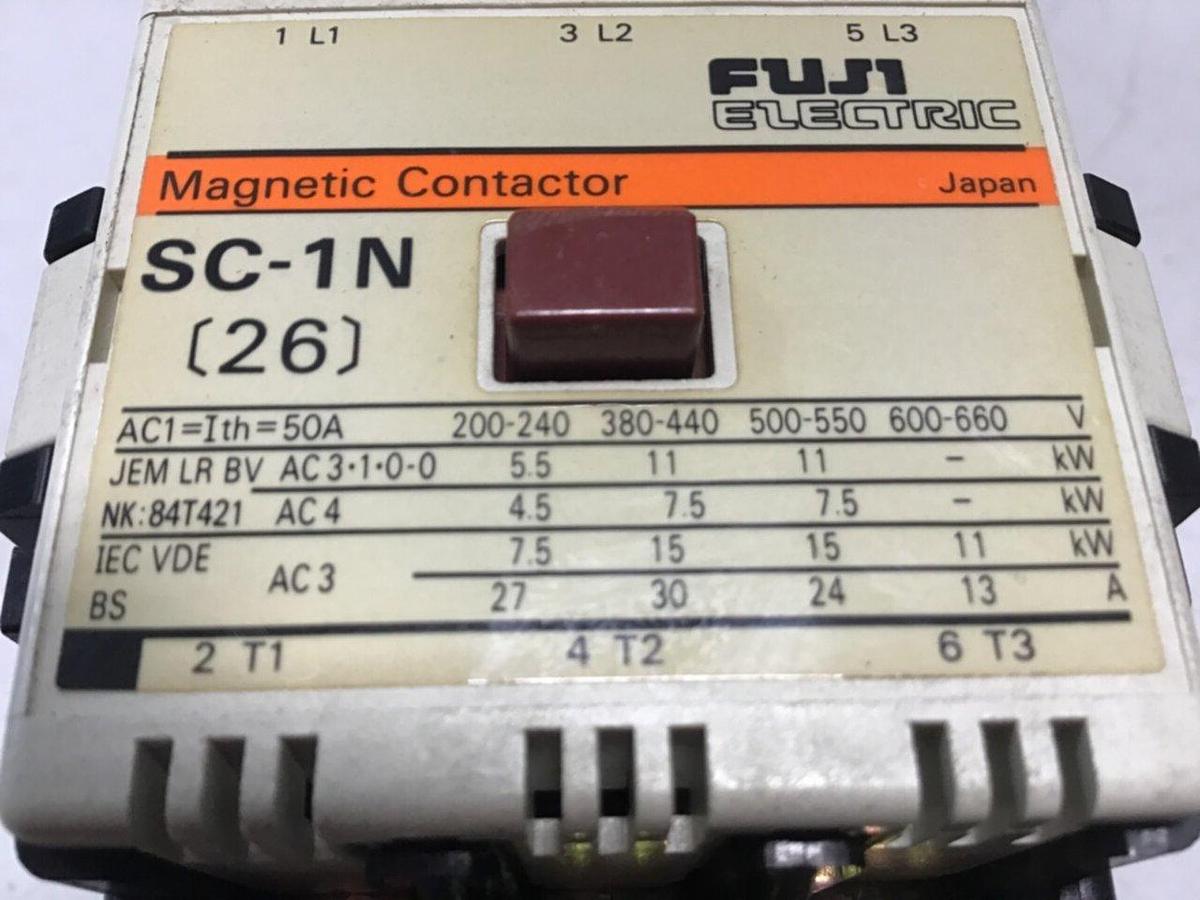 1 L1 3 L2 5 L3
FUJI
ELECTRIC
Magnetic Contactor Japan
SC-1N
〔26〕
AC1=Ith=50A 200-240 380-440 500-550 600-660 V
JEM LR BV AC3·1·0-0 5.5 11 11 – kW
NK:84T421 AC4 4.5 7.5 7.5 – kW
IEC VDE AC3 7.5 15 15 11 kW
BS 27 30 24 13 A
2 T1 4 T2 6 T3